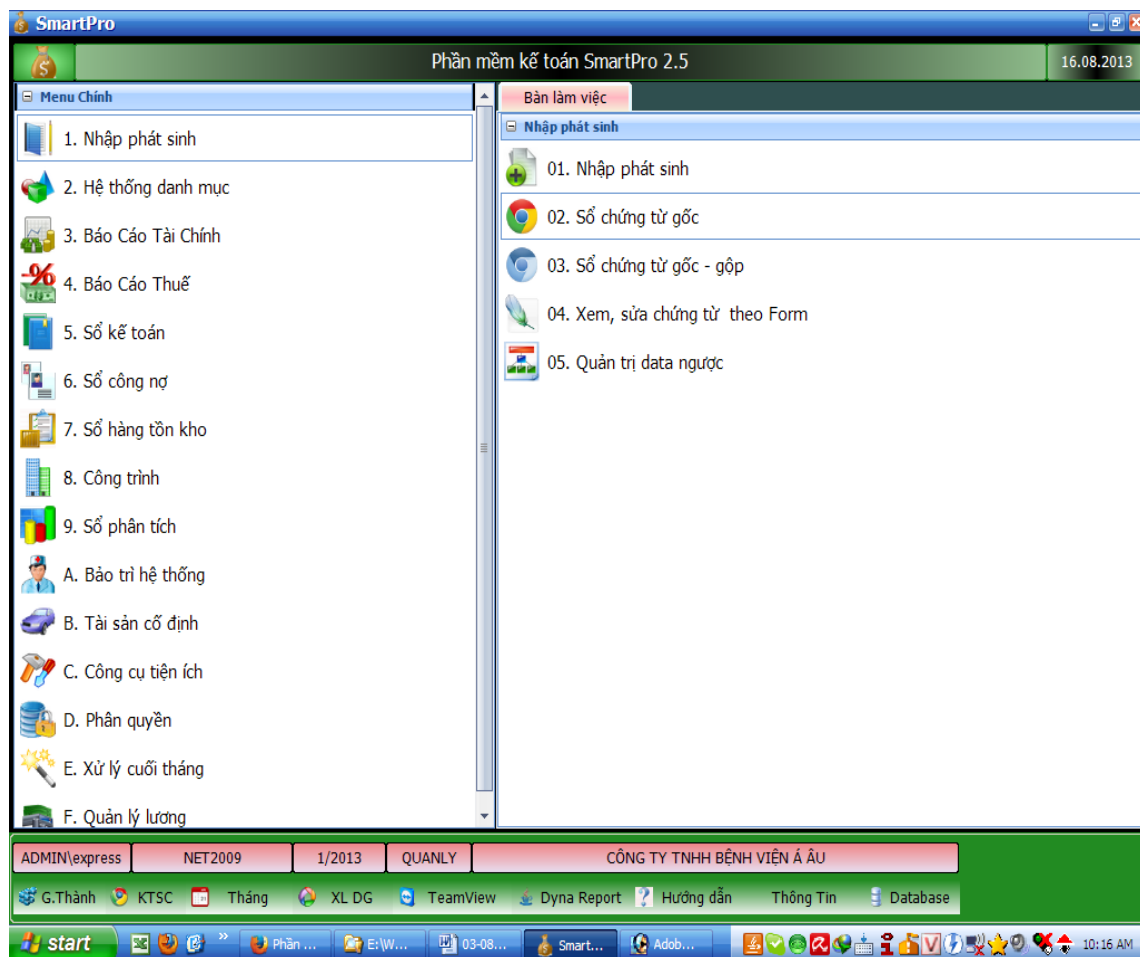 SmartPro
Phần mềm kế toán SmartPro 2.5
16.08.2013
Menu Chính
1. Nhập phát sinh
2. Hệ thống danh mục
3. Báo Cáo Tài Chính
4. Báo Cáo Thuế
5. Sổ kế toán
6. Sổ công nợ
7. Sổ hàng tồn kho
8. Công trình
9. Sổ phân tích
A. Bảo trì hệ thống
B. Tài sản cố định
C. Công cụ tiện ích
D. Phân quyền
E. Xử lý cuối tháng
F. Quản lý lương
Bàn làm việc
Nhập phát sinh
01. Nhập phát sinh
02. Sổ chứng từ gốc
03. Sổ chứng từ gốc - gộp
04. Xem, sửa chứng từ theo Form
05. Quản trị data ngược
ADMIN\express NET2009 1/2013 QUANLY CÔNG TY TNHH BỆNH VIỆN Á ÂU
G.Thành KTSC Tháng XL DG TeamView Dyna Report Hướng dẫn Thông Tin Database
start » Phần ... E:\W... 03-08... Smart... Adob... 10:16 AM